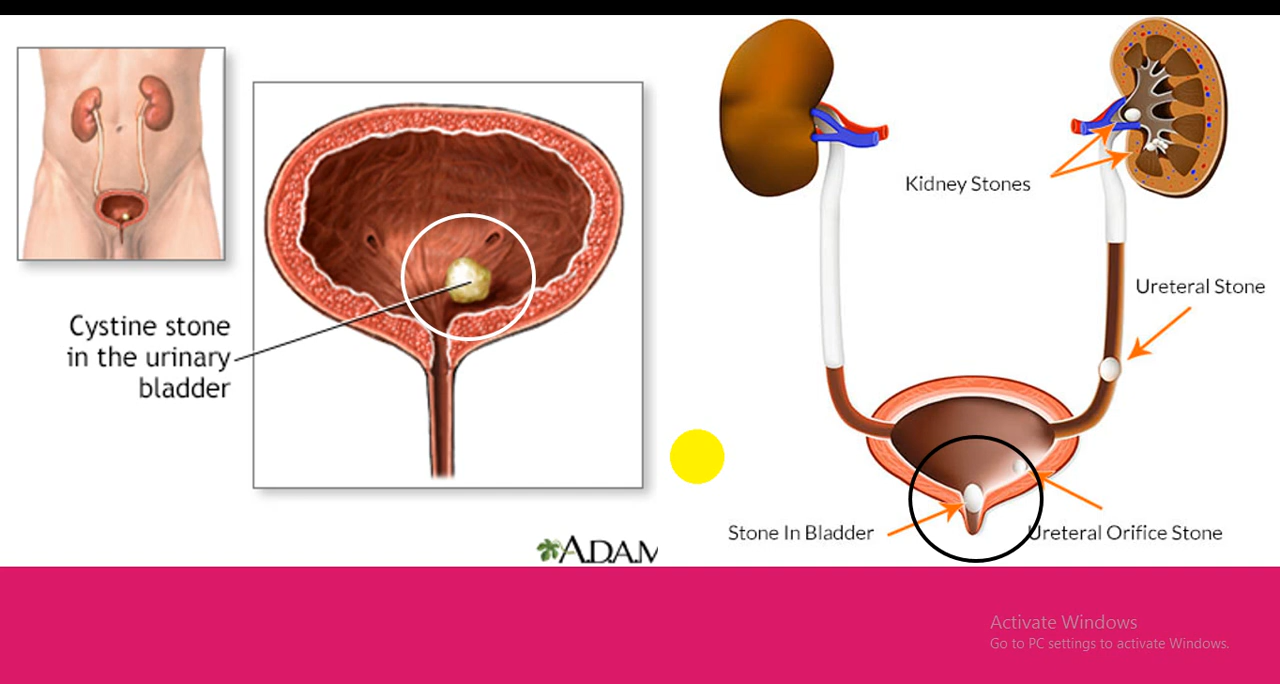 Cystine stone
in the urinary
bladder
A.D.A.M
Kidney Stones
Ureteral Stone
Stone In Bladder
Ureteral Orifice Stone
Activate Windows
Go to PC settings to activate Windows.